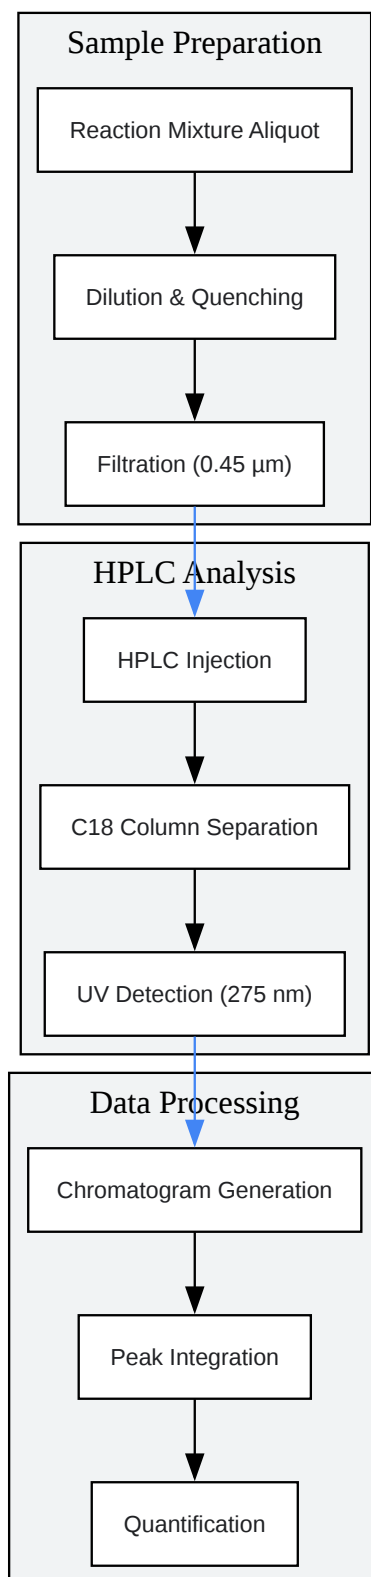 Sample Preparation
Reaction Mixture Aliquot
Dilution & Quenching
Filtration (0.45 µm)
HPLC Analysis
HPLC Injection
C18 Column Separation
UV Detection (275 nm)
Data Processing
Chromatogram Generation
Peak Integration
Quantification